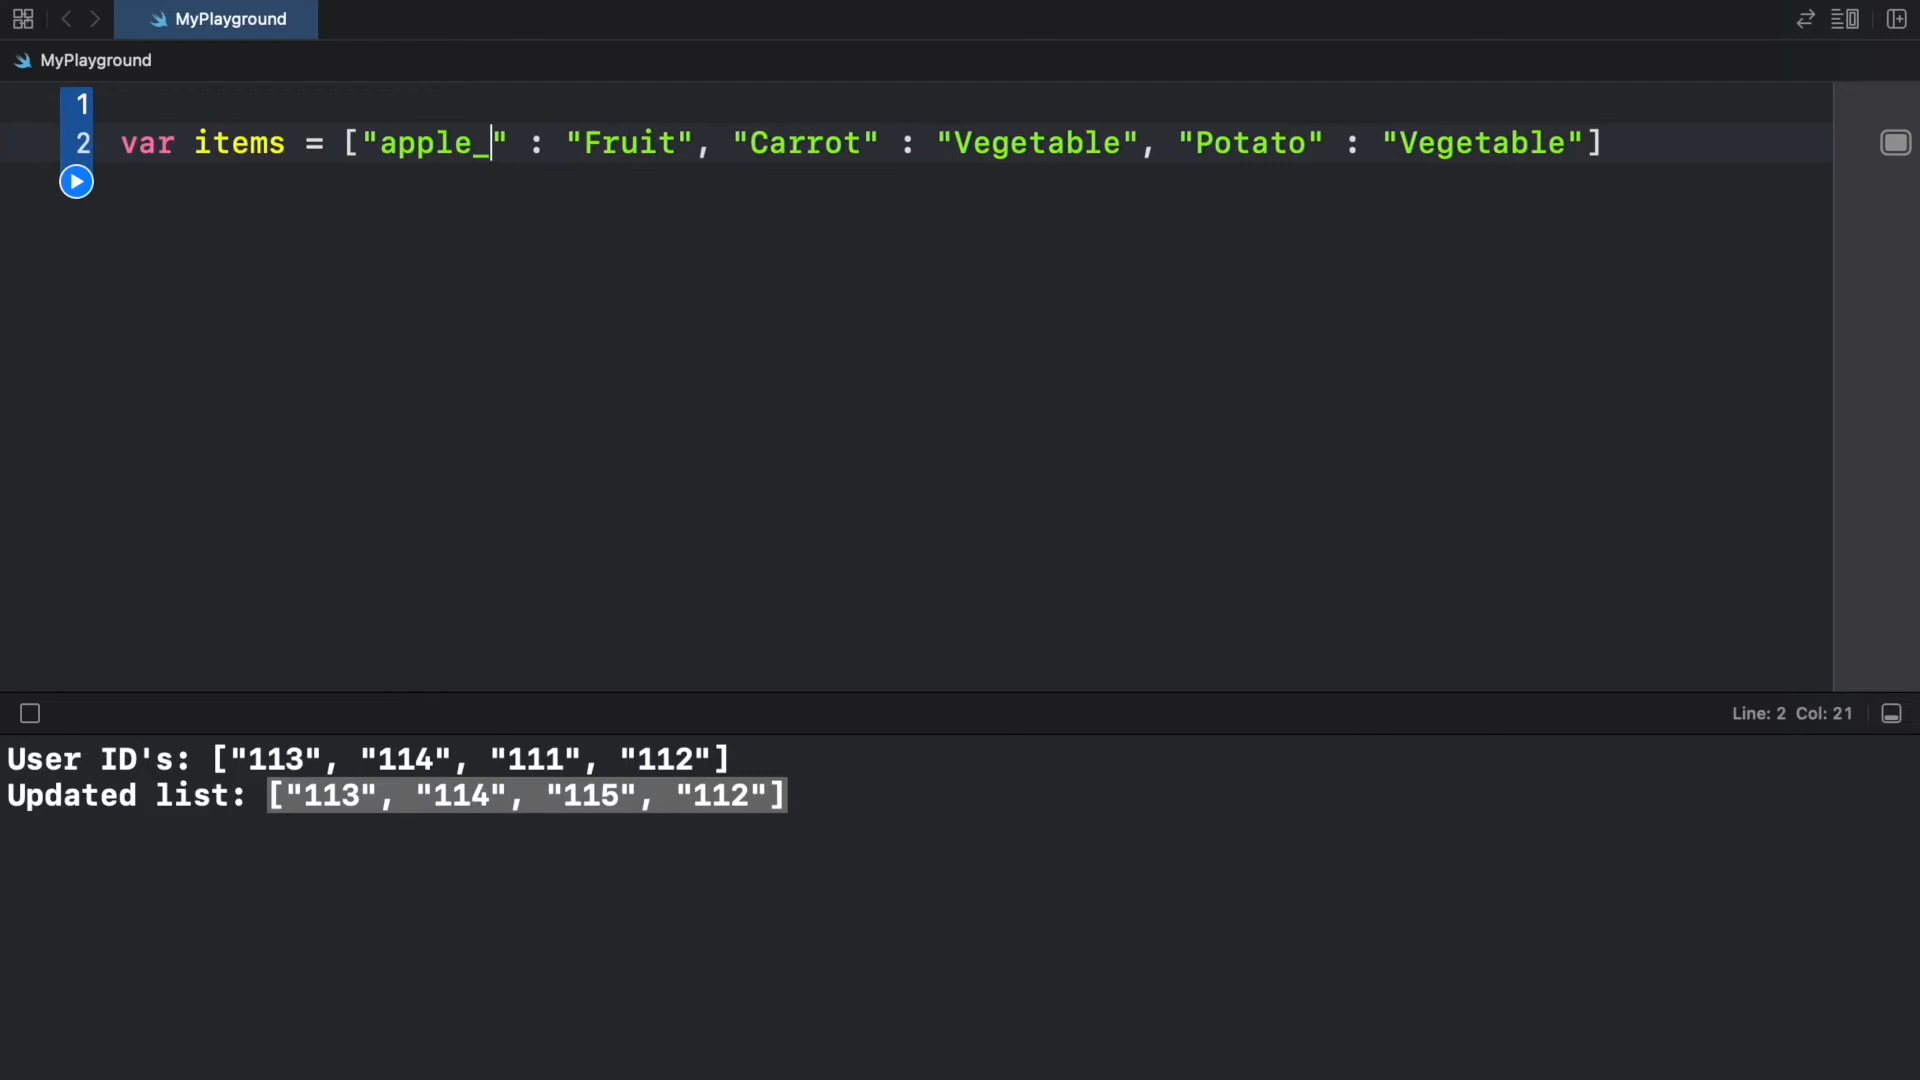 MyPlayground
MyPlayground
1
2 var items = ["apple_" : "Fruit", "Carrot" : "Vegetable", "Potato" : "Vegetable"]
Line: 2 Col: 21
User ID's: ["113", "114", "111", "112"]
Updated list: ["113", "114", "115", "112"]